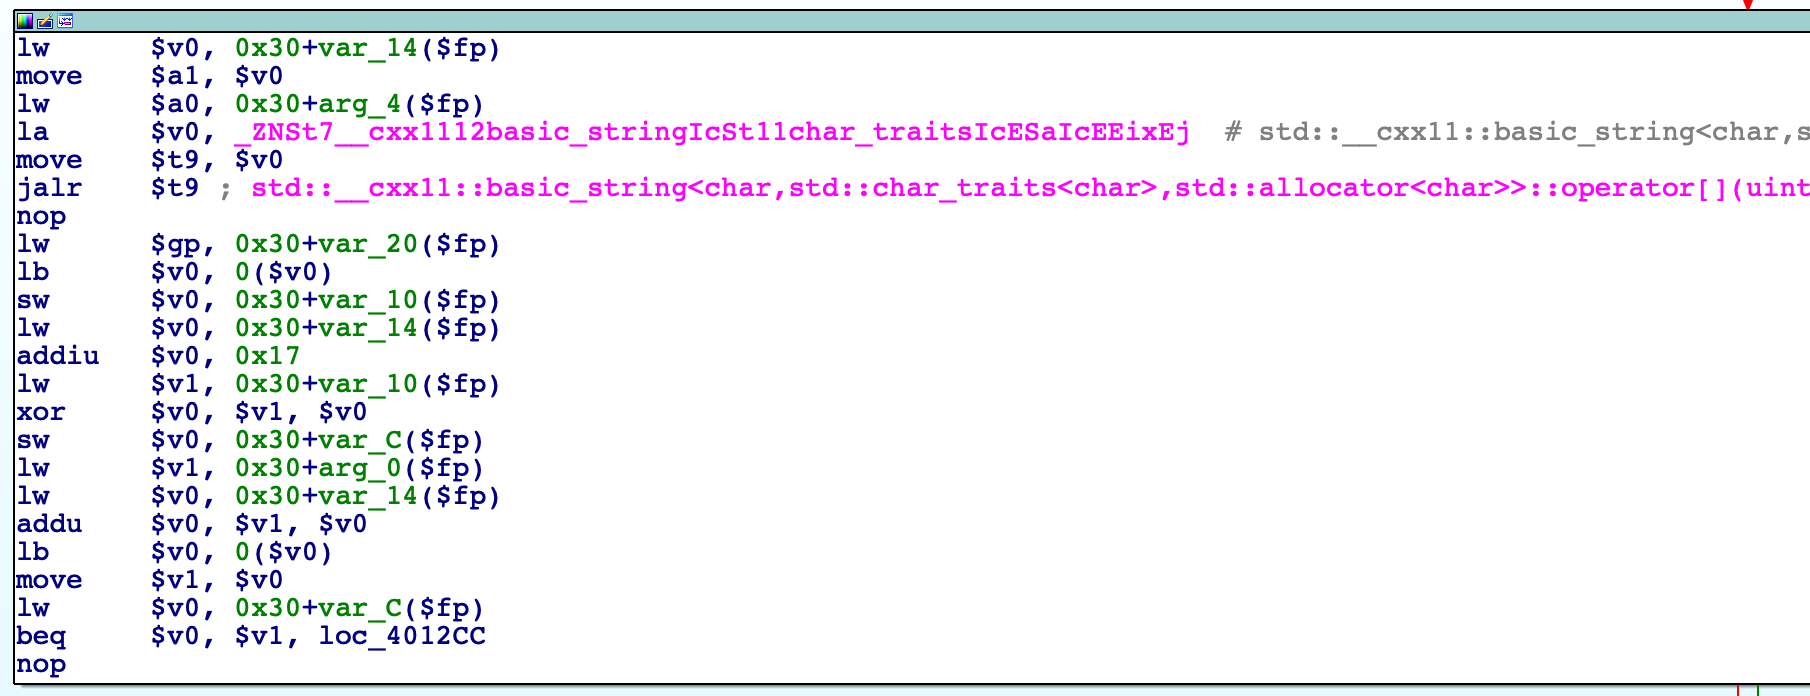 lw $v0, 0x30+var_14($fp)
move $a1, $v0
lw $a0, 0x30+arg_4($fp)
la $v0, _ZNSt7__cxx1112basic_stringIcSt11char_traitsIcESaIcEEixEj # std::__cxx11::basic_string<char,s
move $t9, $v0
jalr $t9 ; std::__cxx11::basic_string<char,std::char_traits<char>,std::allocator<char>>::operator[](uint
nop
lw $gp, 0x30+var_20($fp)
lb $v0, 0($v0)
sw $v0, 0x30+var_10($fp)
lw $v0, 0x30+var_14($fp)
addiu $v0, 0x17
lw $v1, 0x30+var_10($fp)
xor $v0, $v1, $v0
sw $v0, 0x30+var_C($fp)
lw $v1, 0x30+arg_0($fp)
lw $v0, 0x30+var_14($fp)
addu $v0, $v1, $v0
lb $v0, 0($v0)
move $v1, $v0
lw $v0, 0x30+var_C($fp)
beq $v0, $v1, loc_4012CC
nop